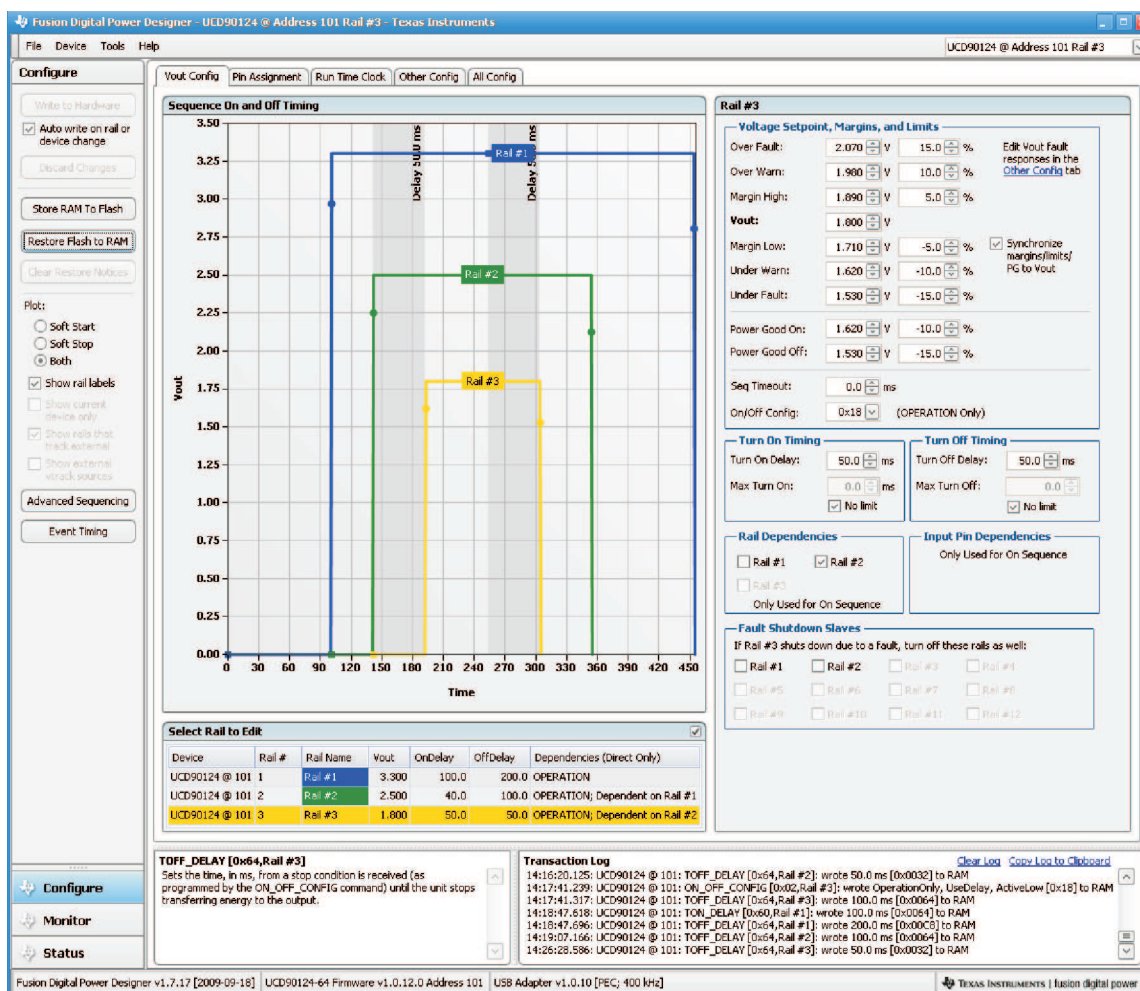 Fusion Digital Power Designer - UCD90124 @ Address 101 Rail #3 - Texas Instruments
File Device Tools Help
UCD90124 @ Address 101 Rail #3
Configure
Write to Hardware
Auto write on rail or
device change
Discard Changes
Store RAM To Flash
Restore Flash to RAM
Clear Restore Notices
Plot:
Soft Start
Soft Stop
Both
Show rail labels
Show current
device only
Show rails that
track external
Show external
vtrack sources
Advanced Sequencing
Event Timing
Configure
Monitor
Status
Vout Config Pin Assignment Run Time Clock Other Config All Config
Sequence On and Off Timing
3.50
3.25
3.00
2.75
2.50
2.25
2.00
1.75
1.50
1.25
1.00
0.75
0.50
0.25
0.00
Vout
Delay 50.0 ms
Delay 50.0 ms
Rail #1
Rail #2
Rail #3
0 30 60 90 120 150 180 210 240 270 300 330 360 390 420 450
Time
Select Rail to Edit
Device Rail # Rail Name Vout OnDelay OffDelay Dependencies (Direct Only)
UCD90124 @ 101 1 Rail #1 3.300 100.0 200.0 OPERATION
UCD90124 @ 101 2 Rail #2 2.500 40.0 100.0 OPERATION; Dependent on Rail #1
UCD90124 @ 101 3 Rail #3 1.800 50.0 50.0 OPERATION; Dependent on Rail #2
Rail #3
Voltage Setpoint, Margins, and Limits
Over Fault: 2.070 V 15.0 %
Over Warn: 1.980 V 10.0 %
Margin High: 1.890 V 5.0 %
Vout: 1.800 V
Margin Low: 1.710 V -5.0 %
Under Warn: 1.620 V -10.0 %
Under Fault: 1.530 V -15.0 %
Edit Vout fault
responses in the
Other Config tab
Synchronize
margins/limits/
PG to Vout
Power Good On: 1.620 V -10.0 %
Power Good Off: 1.530 V -15.0 %
Seq Timeout: 0.0 ms
On/Off Config: 0x18 (OPERATION Only)
Turn On Timing
Turn On Delay: 50.0 ms
Max Turn On: 0.0 ms
No limit
Turn Off Timing
Turn Off Delay: 50.0 ms
Max Turn Off: 0.0
No limit
Rail Dependencies
Rail #1 Rail #2
Rail #3
Only Used for On Sequence
Input Pin Dependencies
Only Used for On Sequence
Fault Shutdown Slaves
If Rail #3 shuts down due to a fault, turn off these rails as well:
Rail #1 Rail #2 Rail #3 Rail #4
Rail #5 Rail #6 Rail #7 Rail #8
Rail #9 Rail #10 Rail #11 Rail #12
TOFF_DELAY [0x64,Rail #3]
Sets the time, in ms, from a stop condition is received (as
programmed by the ON_OFF_CONFIG command) until the unit stops
transferring energy to the output.
Transaction Log
Clear Log Copy Log to Clipboard
14:16:20.125: UCD90124 @ 101: TOFF_DELAY [0x64,Rail #2]: wrote 50.0 ms [0x0032] to RAM
14:17:41.239: UCD90124 @ 101: ON_OFF_CONFIG [0x02,Rail #3]: wrote OperationOnly, UseDelay, ActiveLow [0x18] to RAM
14:17:41.317: UCD90124 @ 101: TOFF_DELAY [0x64,Rail #3]: wrote 100.0 ms [0x0064] to RAM
14:18:47.618: UCD90124 @ 101: TON_DELAY [0x60,Rail #1]: wrote 100.0 ms [0x0064] to RAM
14:18:47.696: UCD90124 @ 101: TOFF_DELAY [0x64,Rail #1]: wrote 200.0 ms [0x00C8] to RAM
14:19:07.166: UCD90124 @ 101: TOFF_DELAY [0x64,Rail #2]: wrote 100.0 ms [0x0064] to RAM
14:26:28.586: UCD90124 @ 101: TOFF_DELAY [0x64,Rail #3]: wrote 50.0 ms [0x0032] to RAM
Fusion Digital Power Designer v1.7.17 [2009-09-18] UCD90124-64 Firmware v1.0.12.0 Address 101 USB Adapter v1.0.10 [PEC; 400 kHz] TEXAS INSTRUMENTS | fusion digital power